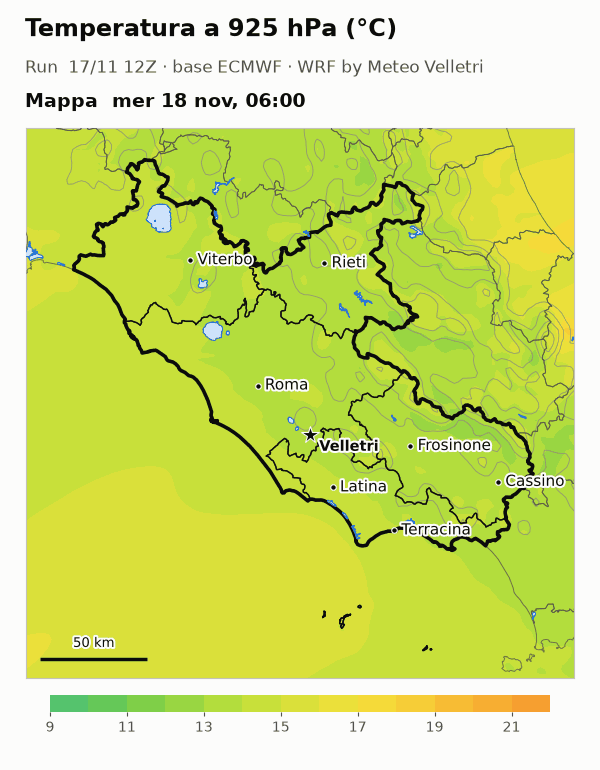 Temperatura a 925 hPa (°C)
Run  17/11 12Z · base ECMWF · WRF by Meteo Velletri
Mappa  mer 18 nov, 06:00
Viterbo
Rieti
Roma
Velletri
Frosinone
Cassino
Latina
Terracina
50 km
9 11 13 15 17 19 21